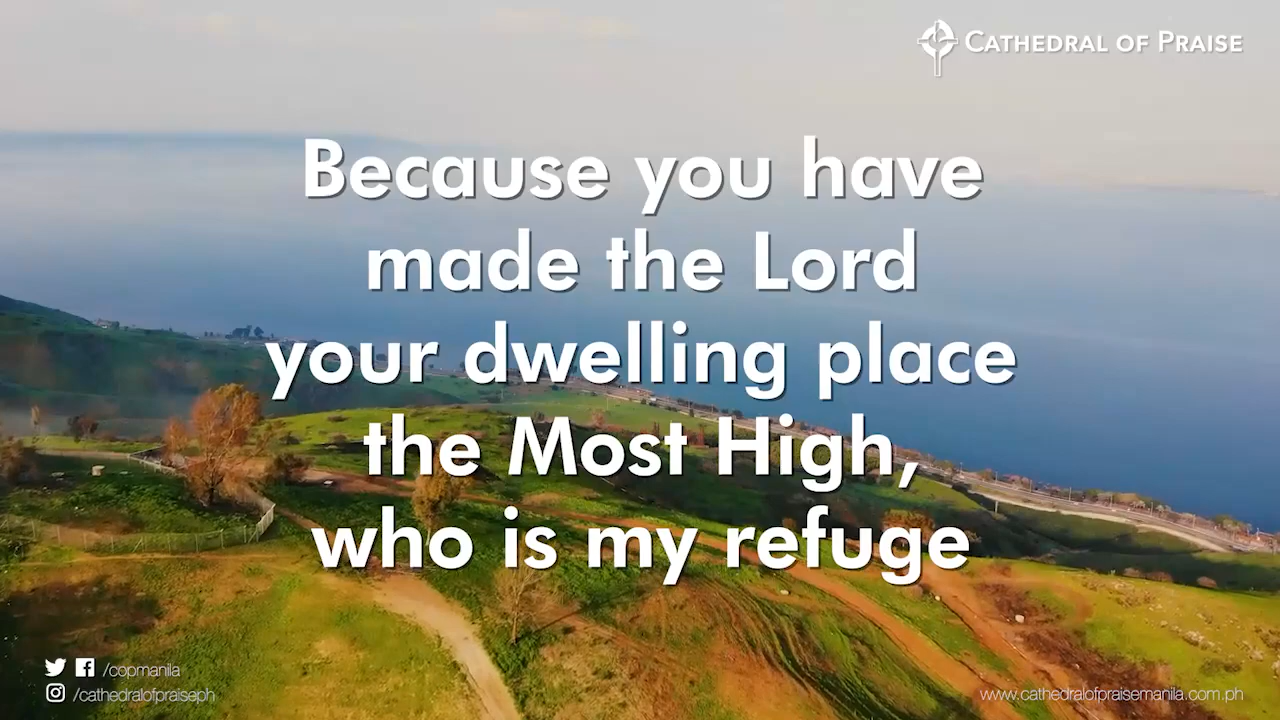 CATHEDRAL OF PRAISE
Because you have
made the Lord
your dwelling place
the Most High,
who is my refuge
/copmanila
/cathedralofpraiseph
www.cathedralofpraisemanila.com.ph